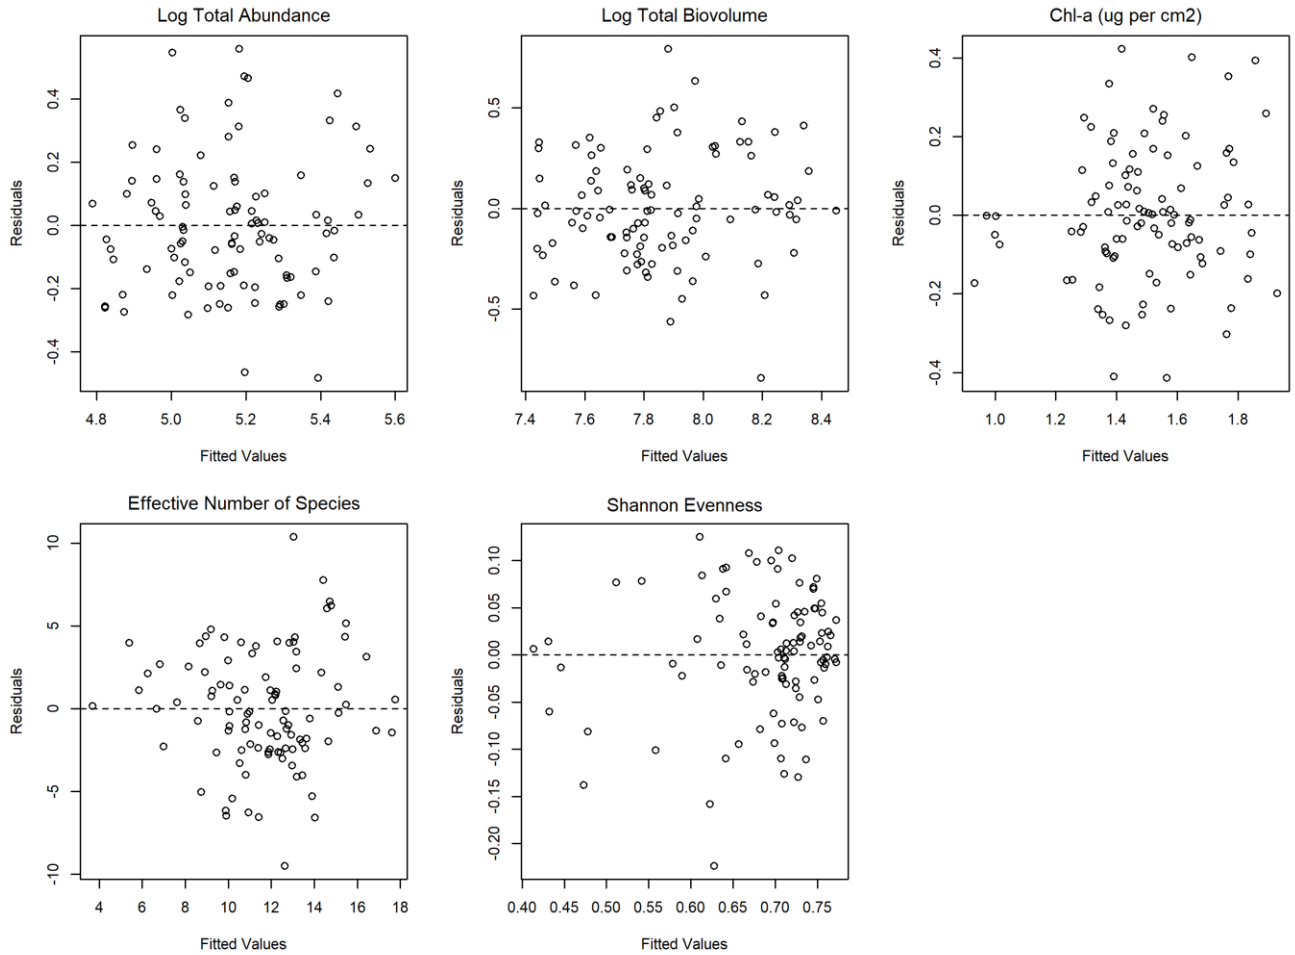 Log Total Abundance
Residuals
0.4
0.2
0.0
-0.2
-0.4
4.8 5.0 5.2 5.4 5.6
Fitted Values
Log Total Biovolume
Residuals
0.5
0.0
-0.5
7.4 7.6 7.8 8.0 8.2 8.4
Fitted Values
Chl-a (ug per cm2)
Residuals
0.4
0.2
0.0
-0.2
-0.4
1.0 1.2 1.4 1.6 1.8
Fitted Values
Effective Number of Species
Residuals
10
5
0
-5
-10
4 6 8 10 12 14 16 18
Fitted Values
Shannon Evenness
Residuals
0.10
0.05
0.00
-0.05
-0.10
-0.15
-0.20
0.40 0.45 0.50 0.55 0.60 0.65 0.70 0.75
Fitted Values